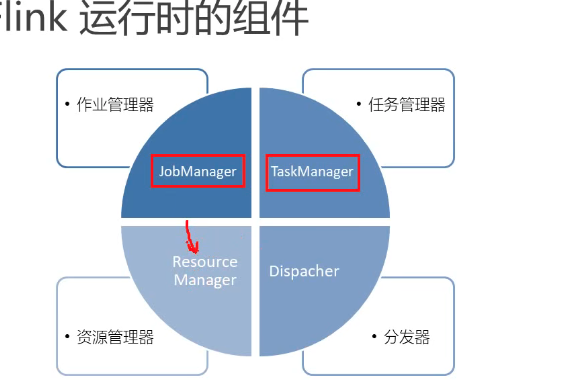 Flink 运行时的组件
• 作业管理器
• 任务管理器
JobManager
TaskManager
Resource
Manager
Dispacher
• 资源管理器
• 分发器